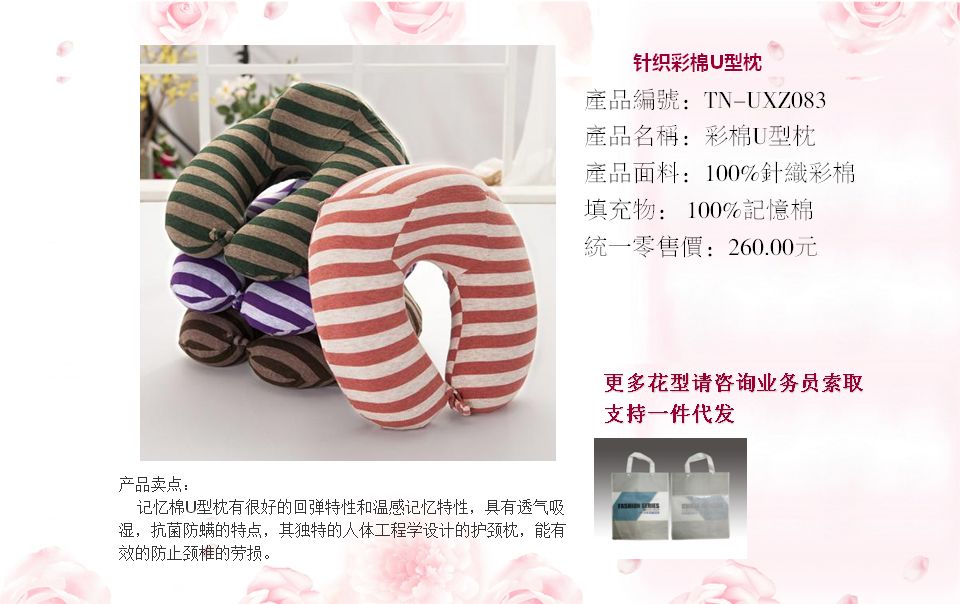 针织彩棉U型枕
產品編號：TN-UXZ083
產品名稱：彩棉U型枕
產品面料：100%針織彩棉
填充物： 100%記憶棉
統一零售價：260.00元
更多花型请咨询业务员索取
支持一件代发
FASHION SERIES
产品卖点：
记忆棉U型枕有很好的回弹特性和温感记忆特性，具有透气吸
湿，抗菌防螨的特点，其独特的人体工程学设计的护颈枕，能有
效的防止颈椎的劳损。